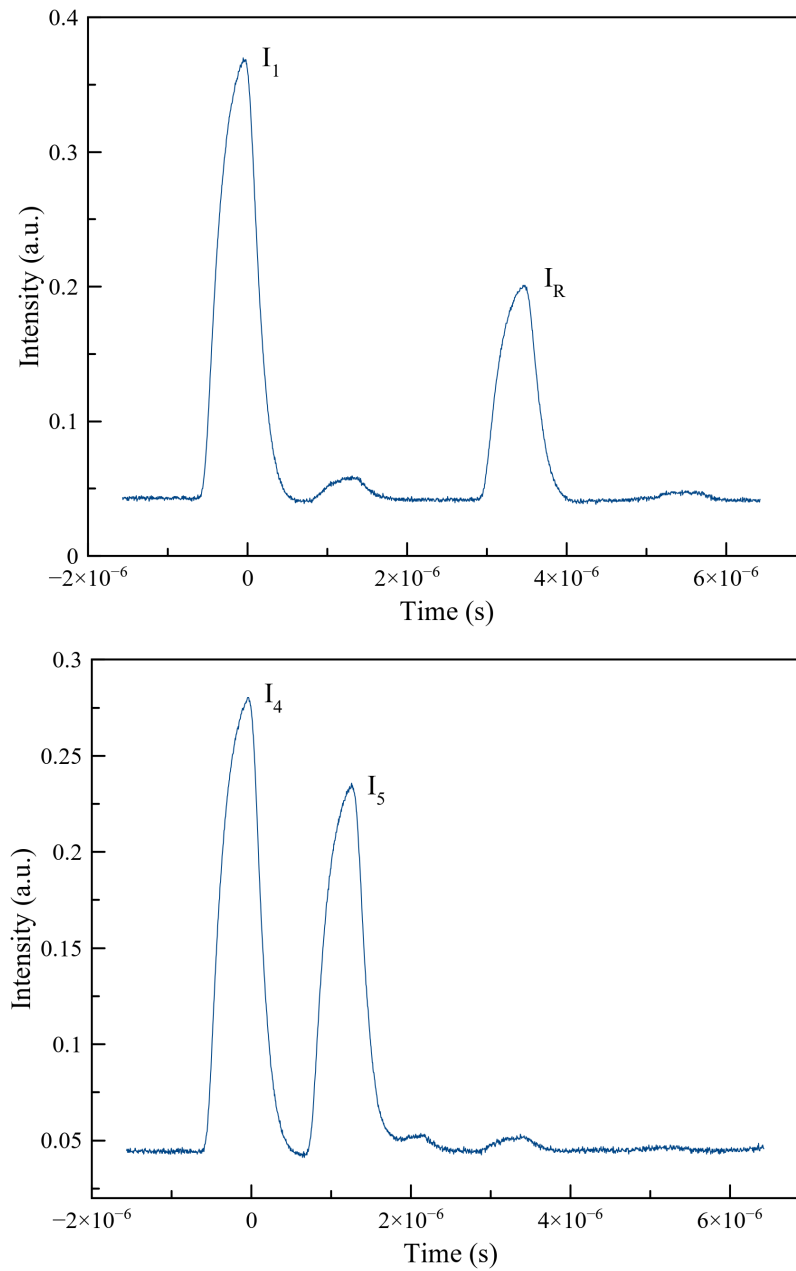 0.4
I₁
0.3
I_R
0.2
Intensity (a.u.)
0.1
0
−2×10⁻⁶ 0 2×10⁻⁶ 4×10⁻⁶ 6×10⁻⁶
Time (s)
0.3
I₄
0.25
I₅
0.2
Intensity (a.u.)
0.15
0.1
0.05
−2×10⁻⁶ 0 2×10⁻⁶ 4×10⁻⁶ 6×10⁻⁶
Time (s)